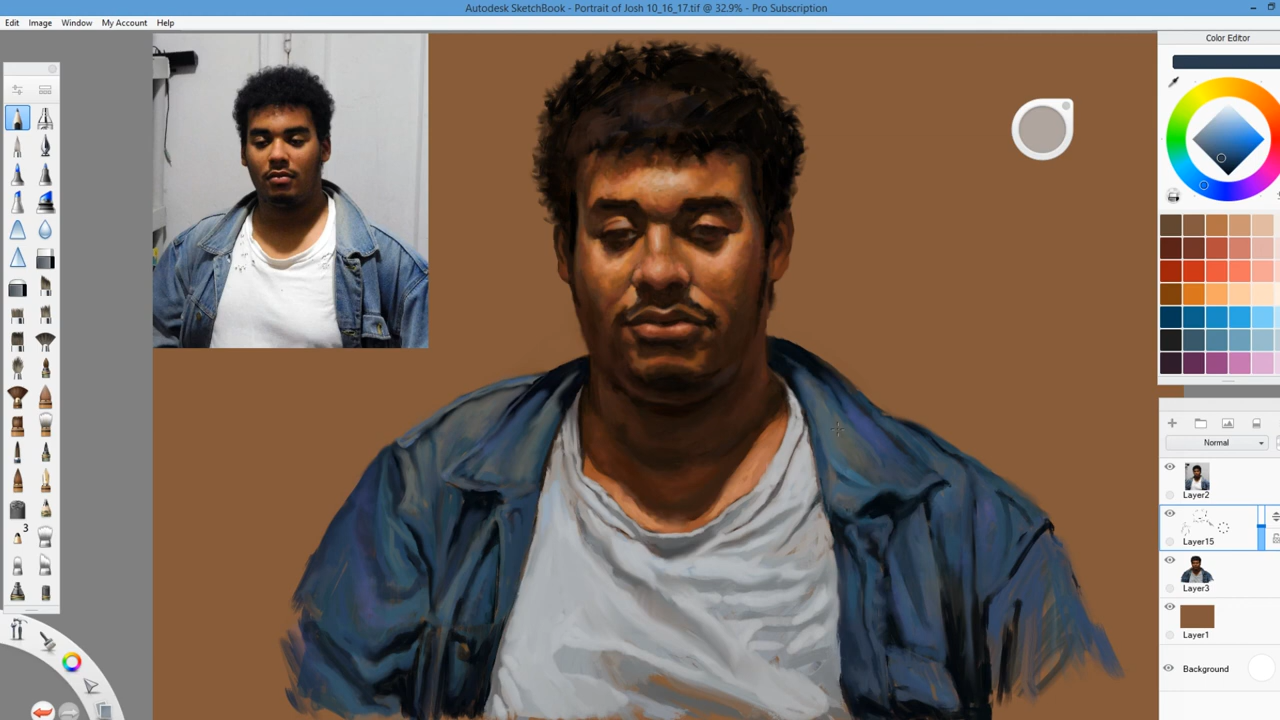 Autodesk SketchBook - Portrait of Josh 10_16_17.tif @ 32.9% - Pro Subscription
Edit Image Window My Account Help
Color Editor
Normal
Layer2
Layer15
Layer3
Layer1
Background
3